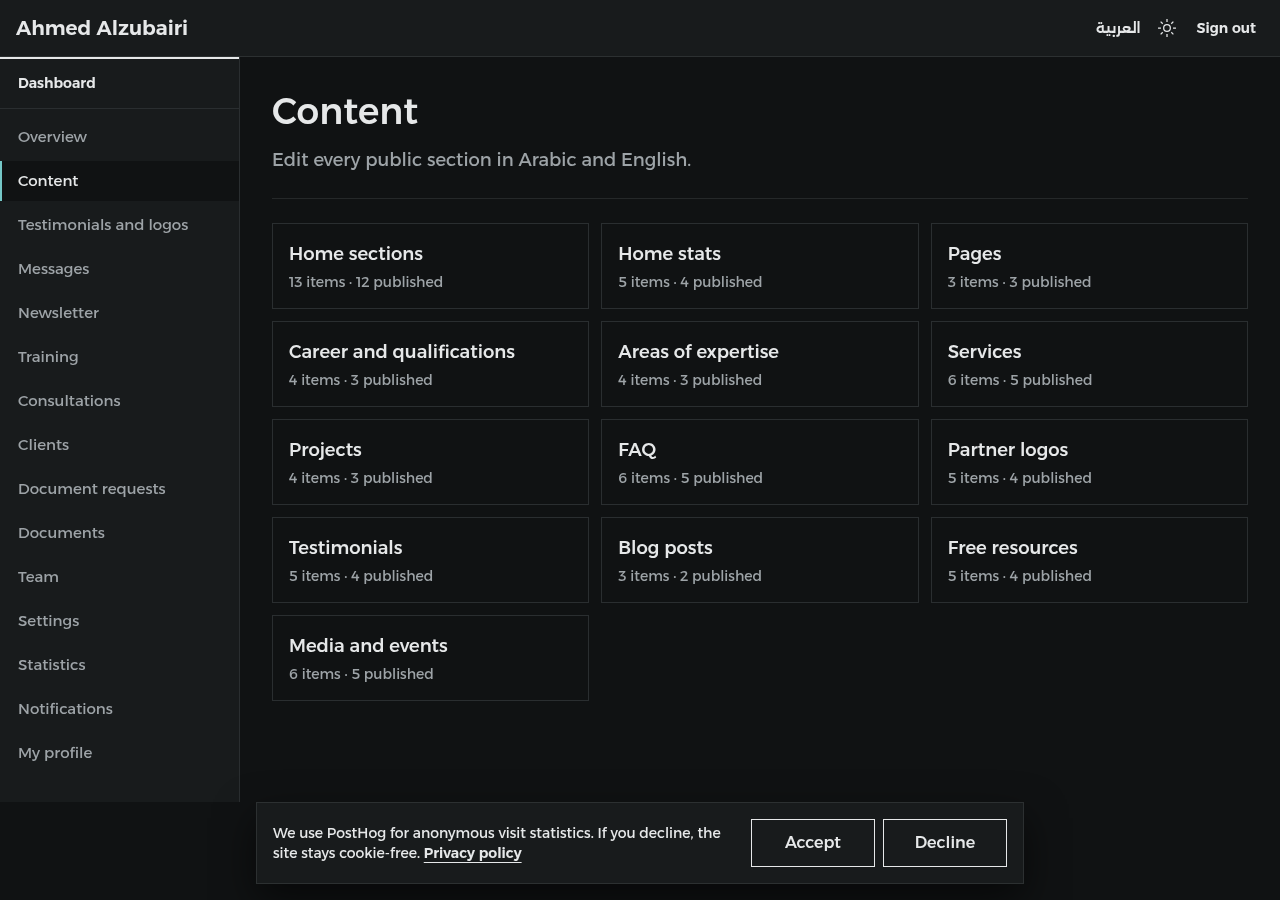 Ahmed Alzubairi
العربية
Sign out
Dashboard
Overview
Content
Testimonials and logos
Messages
Newsletter
Training
Consultations
Clients
Document requests
Documents
Team
Settings
Statistics
Notifications
My profile
Content
Edit every public section in Arabic and English.
Home sections
13 items · 12 published
Home stats
5 items · 4 published
Pages
3 items · 3 published
Career and qualifications
4 items · 3 published
Areas of expertise
4 items · 3 published
Services
6 items · 5 published
Projects
4 items · 3 published
FAQ
6 items · 5 published
Partner logos
5 items · 4 published
Testimonials
5 items · 4 published
Blog posts
3 items · 2 published
Free resources
5 items · 4 published
Media and events
6 items · 5 published
We use PostHog for anonymous visit statistics. If you decline, the
site stays cookie-free. Privacy policy
Accept
Decline